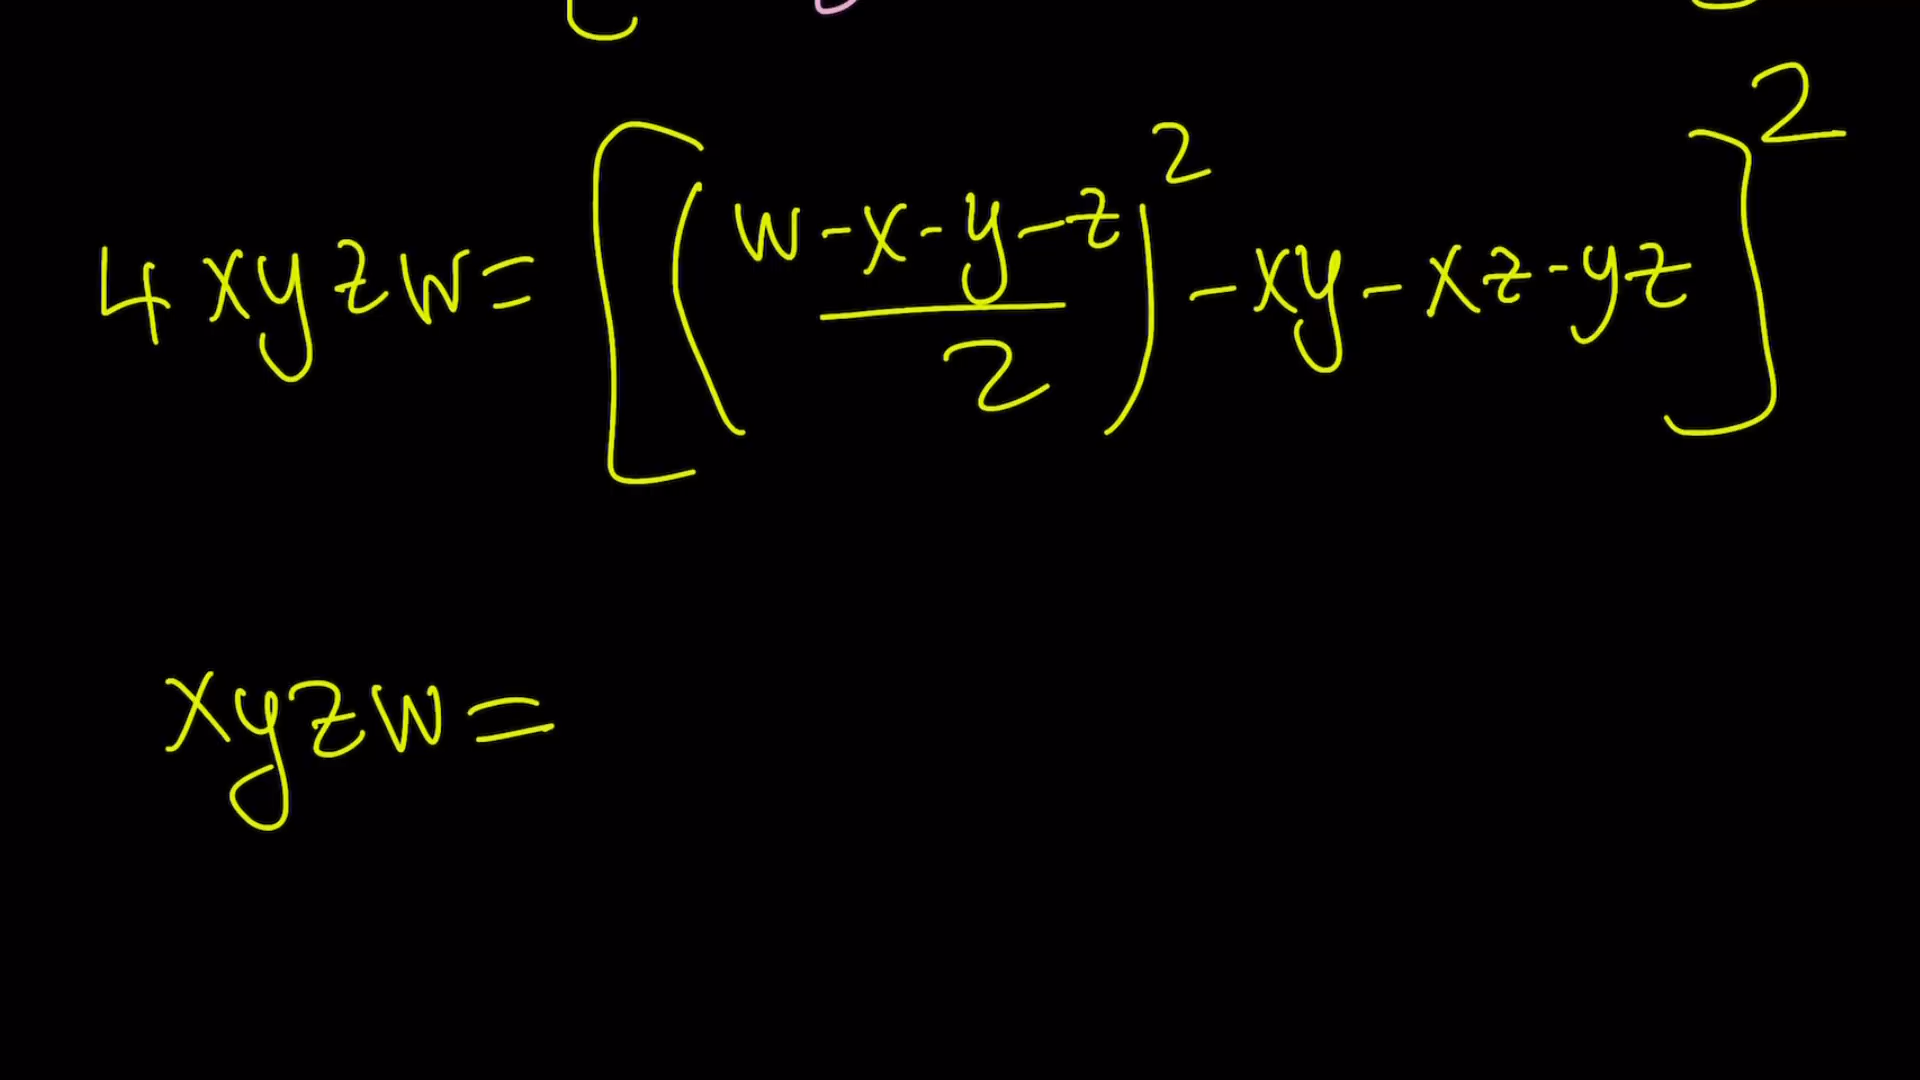 4xyzw = [((w-x-y-z)/2)² - xy - xz - yz]²
xyzw =